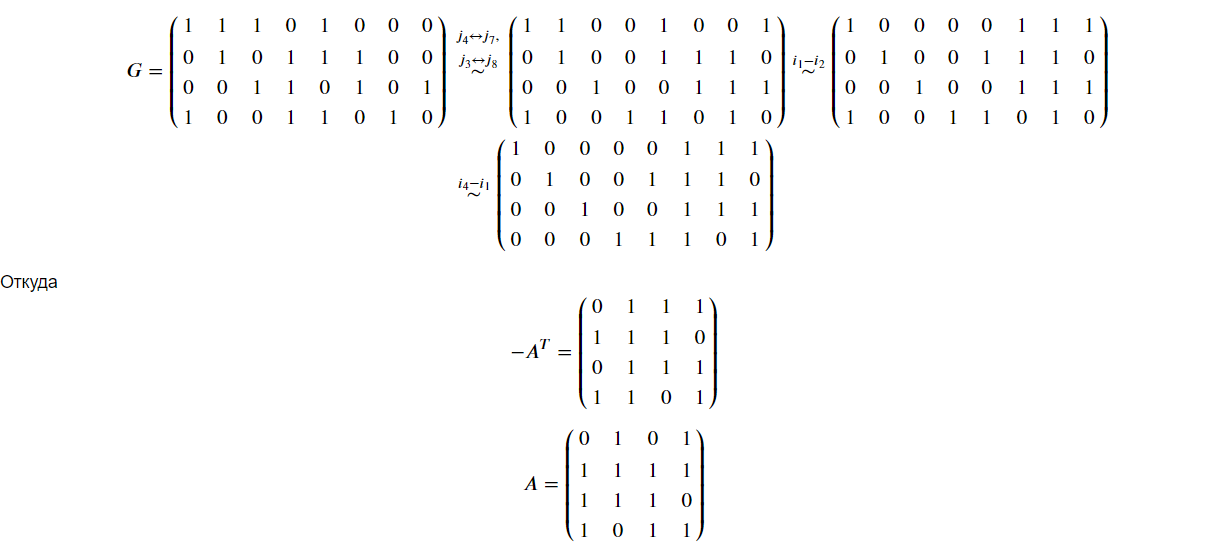 G = ( 1 1 1 0 1 0 0 0 j₄↔j₇, ( 1 1 0 0 1 0 0 1 ( 1 0 0 0 0 1 1 1
0 1 0 1 1 1 0 0 j₃↔j₈ 0 1 0 0 1 1 1 0 i₁−i₂ 0 1 0 0 1 1 1 0
0 0 1 1 0 1 0 1 ∼ 0 0 1 0 0 1 1 1 ∼ 0 0 1 0 0 1 1 1
1 0 0 1 1 0 1 0 ) 1 0 0 1 1 0 1 0 ) 1 0 0 1 1 0 1 0 )
i₄−i₁ ∼ ( 1 0 0 0 0 1 1 1
0 1 0 0 1 1 1 0
0 0 1 0 0 1 1 1
0 0 0 1 1 1 0 1 )
Откуда
−Aᵀ = ( 0 1 1 1
1 1 1 0
0 1 1 1
1 1 0 1 )
A = ( 0 1 0 1
1 1 1 1
1 1 1 0
1 0 1 1 )